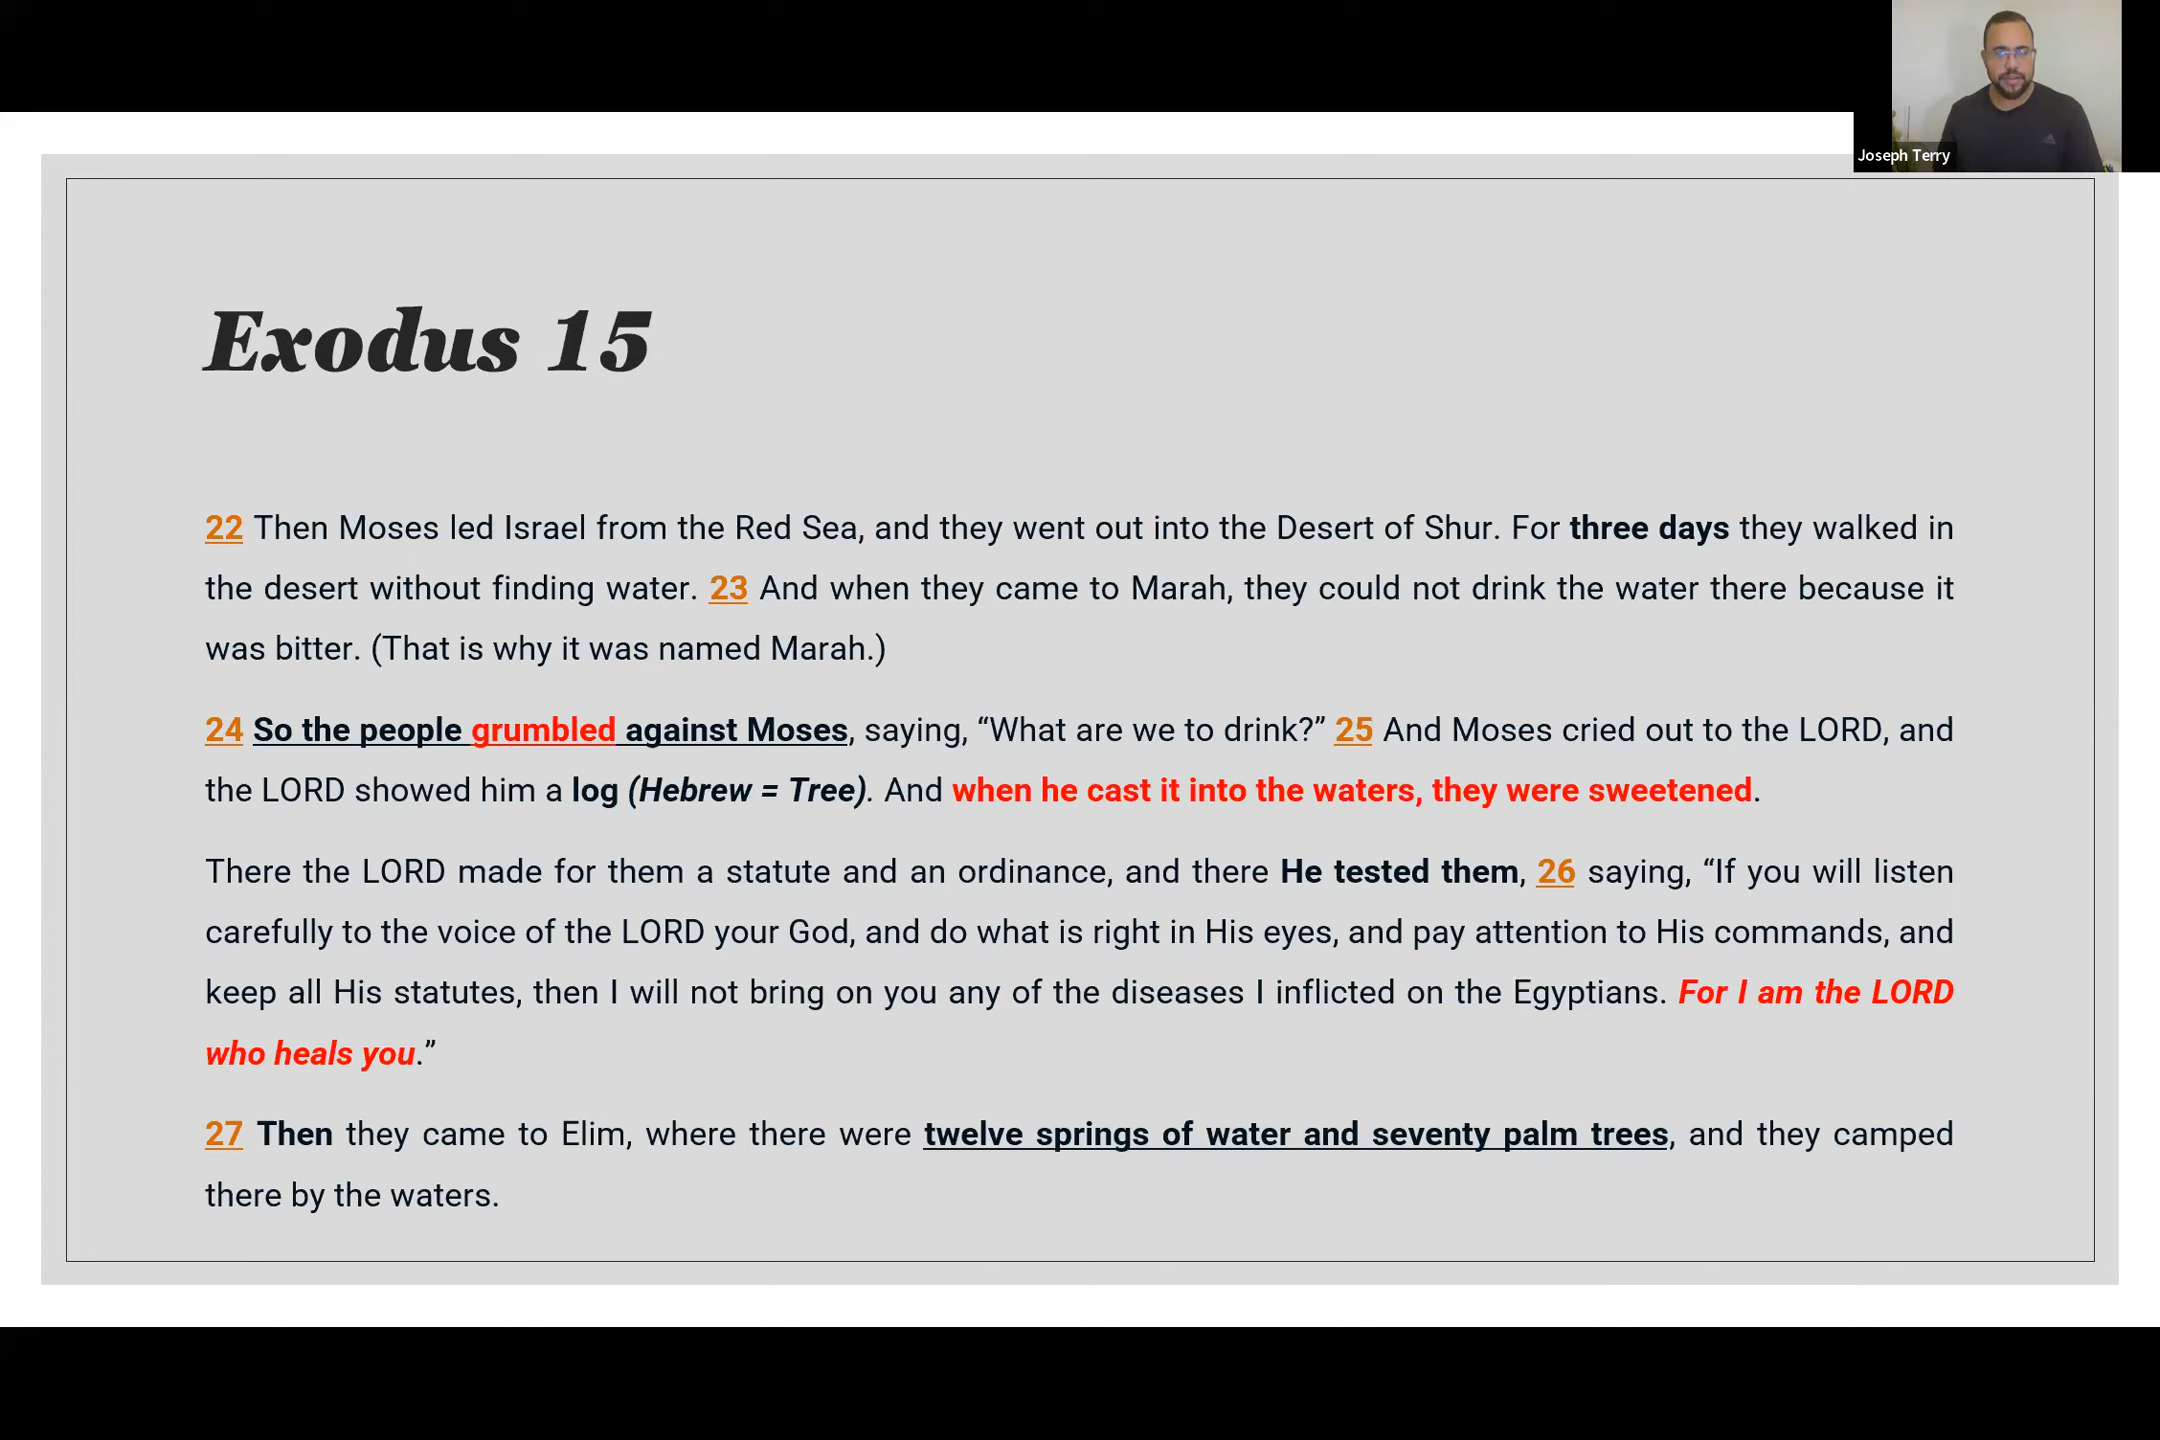 Joseph Terry
Exodus 15
22 Then Moses led Israel from the Red Sea, and they went out into the Desert of Shur. For three days they walked in
the desert without finding water. 23 And when they came to Marah, they could not drink the water there because it
was bitter. (That is why it was named Marah.)
24 So the people grumbled against Moses, saying, “What are we to drink?” 25 And Moses cried out to the LORD, and
the LORD showed him a log (Hebrew = Tree). And when he cast it into the waters, they were sweetened.
There the LORD made for them a statute and an ordinance, and there He tested them, 26 saying, “If you will listen
carefully to the voice of the LORD your God, and do what is right in His eyes, and pay attention to His commands, and
keep all His statutes, then I will not bring on you any of the diseases I inflicted on the Egyptians. For I am the LORD
who heals you.”
27 Then they came to Elim, where there were twelve springs of water and seventy palm trees, and they camped
there by the waters.